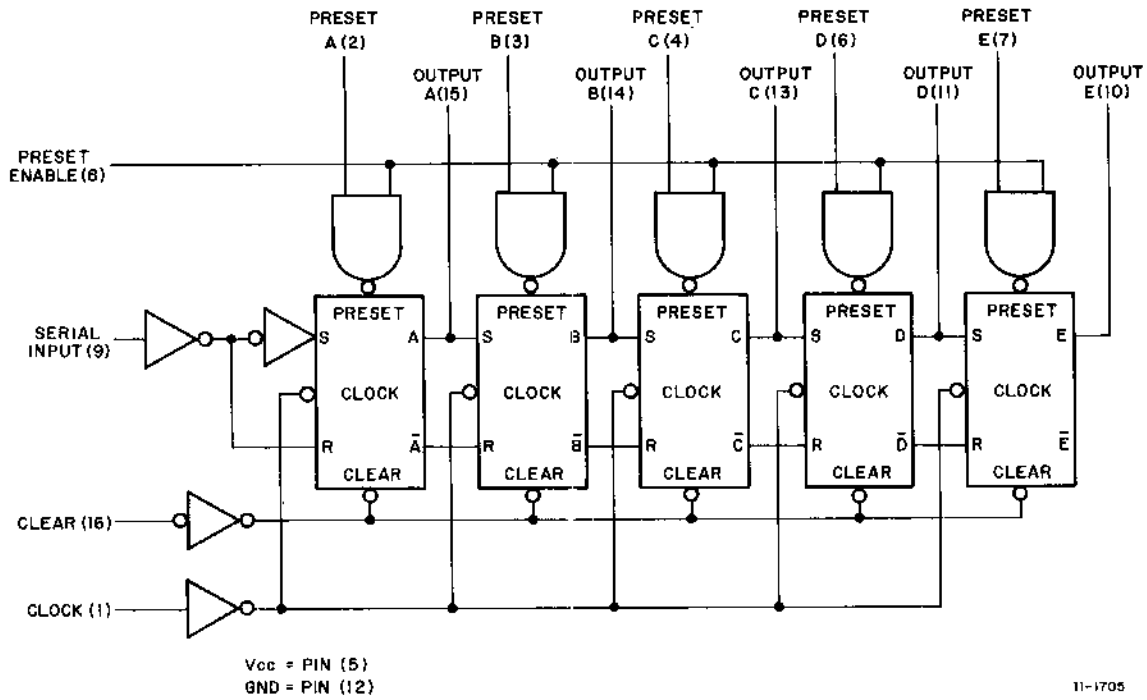 PRESET
A(2)
PRESET
B(3)
PRESET
C(4)
PRESET
D(6)
PRESET
E(7)
OUTPUT
A(15)
OUTPUT
B(14)
OUTPUT
C(13)
OUTPUT
D(11)
OUTPUT
E(10)
PRESET
ENABLE(8)
SERIAL
INPUT(9)
PRESET
S
A
CLOCK
R
A̅
CLEAR
PRESET
S
B
CLOCK
R
B̅
CLEAR
PRESET
S
C
CLOCK
R
C̅
CLEAR
PRESET
S
D
CLOCK
R
D̅
CLEAR
PRESET
S
E
CLOCK
R
E̅
CLEAR
CLEAR (16)
CLOCK (1)
Vcc = PIN (5)
GND = PIN (12)
11-1705